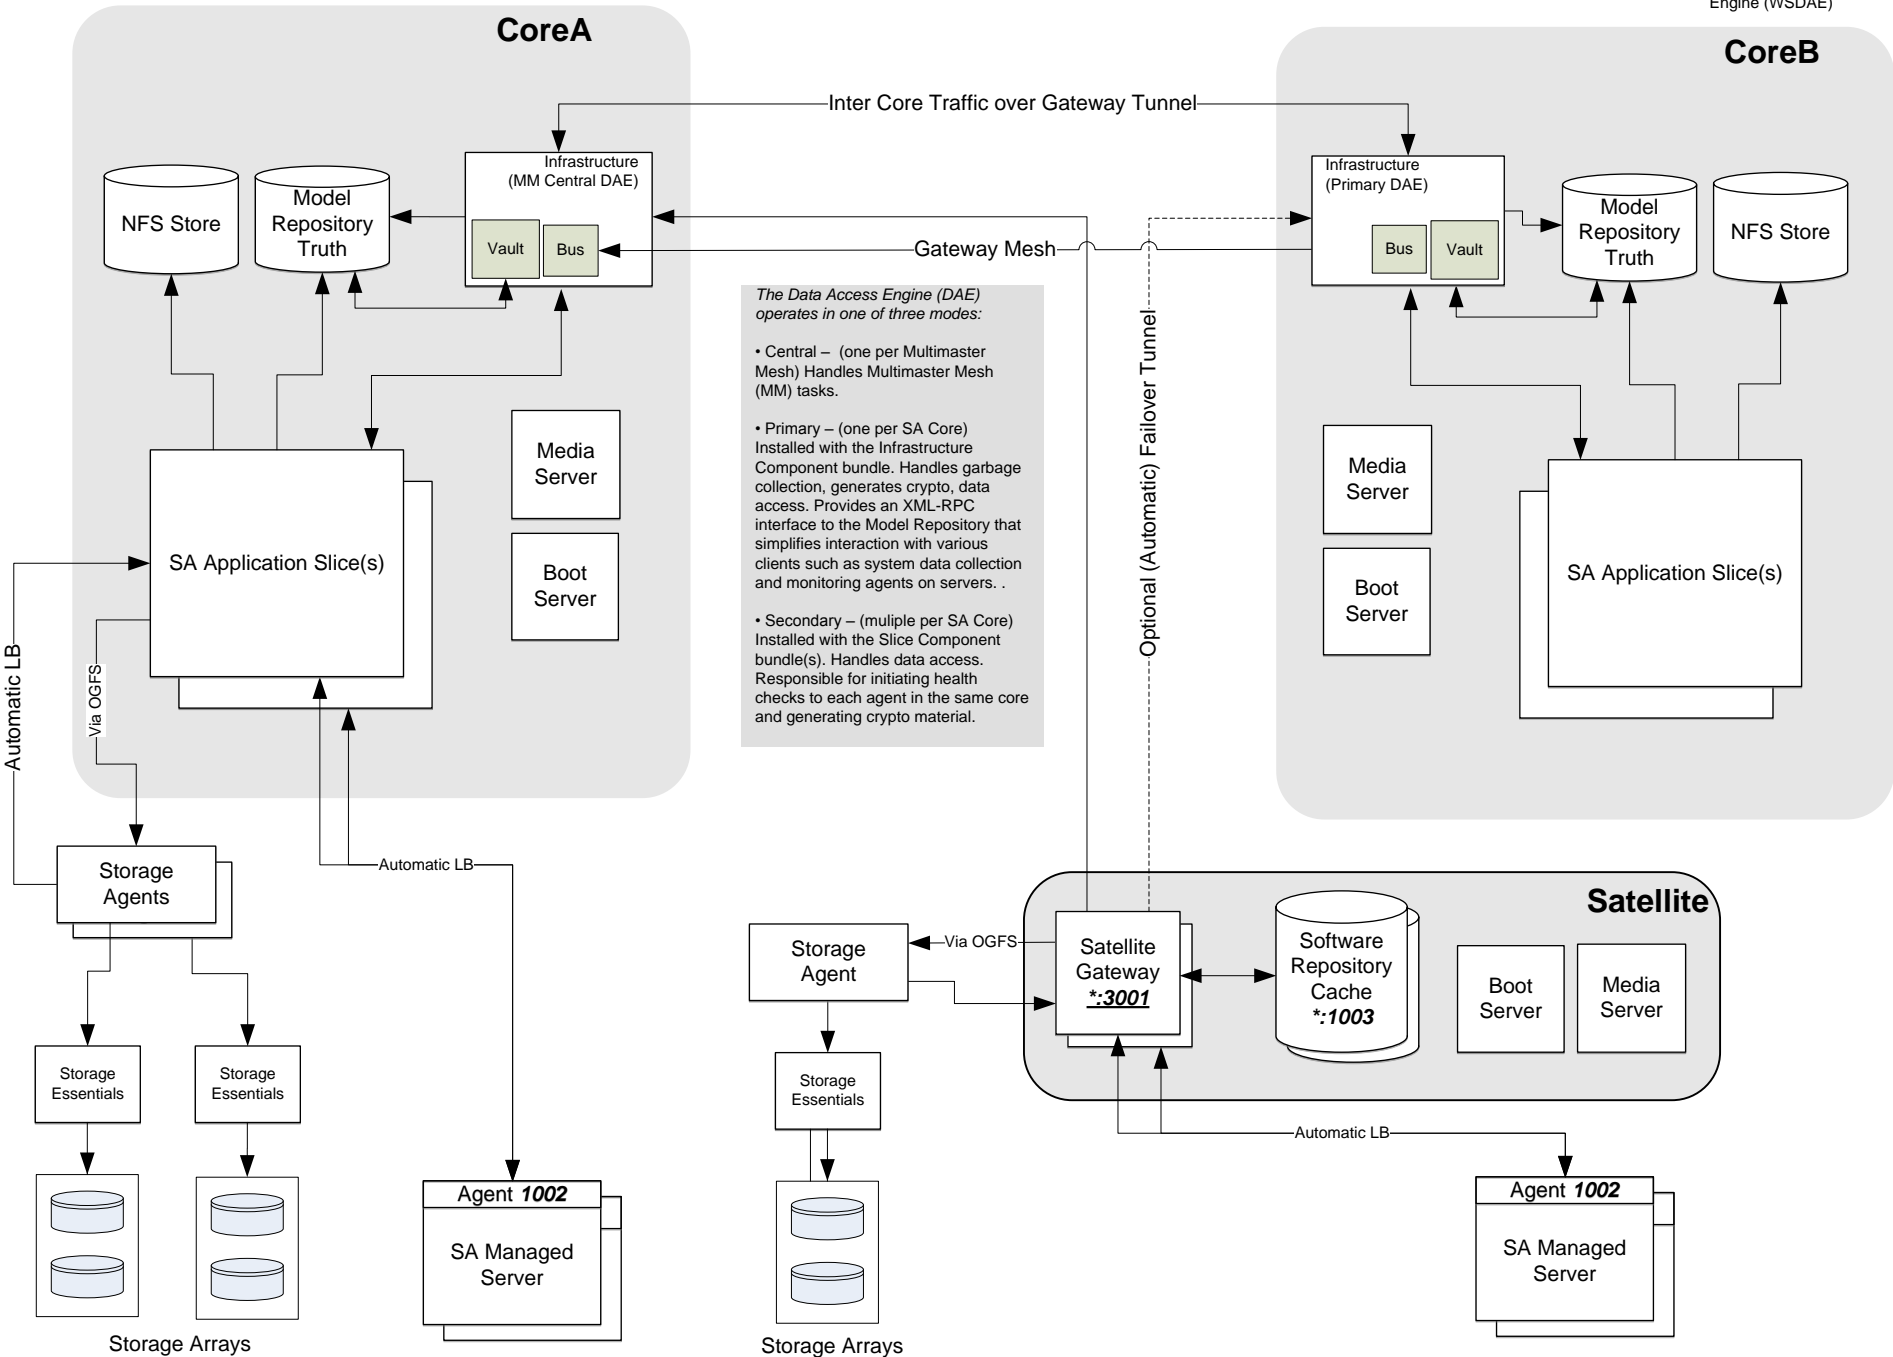 Engine (WSDAE)
CoreA
CoreB
Inter Core Traffic over Gateway Tunnel
NFS Store
Model
Repository
Truth
Infrastructure
(MM Central DAE)
Vault
Bus
Infrastructure
(Primary DAE)
Bus
Vault
Model
Repository
Truth
NFS Store
Gateway Mesh
The Data Access Engine (DAE)
operates in one of three modes:
• Central – (one per Multimaster
Mesh) Handles Multimaster Mesh
(MM) tasks.
• Primary – (one per SA Core)
Installed with the Infrastructure
Component bundle. Handles garbage
collection, generates crypto, data
access. Provides an XML-RPC
interface to the Model Repository that
simplifies interaction with various
clients such as system data collection
and monitoring agents on servers. .
• Secondary – (muliple per SA Core)
Installed with the Slice Component
bundle(s). Handles data access.
Responsible for initiating health
checks to each agent in the same core
and generating crypto material.
Optional (Automatic) Failover Tunnel
Media
Server
Boot
Server
SA Application Slice(s)
Media
Server
Boot
Server
SA Application Slice(s)
Automatic LB
Via OGFS
Storage
Agents
Automatic LB
Satellite
Storage
Agent
Via OGFS
Satellite
Gateway
*:3001
Software
Repository
Cache
*:1003
Boot
Server
Media
Server
Storage
Essentials
Storage
Essentials
Storage
Essentials
Automatic LB
Agent 1002
SA Managed
Server
Agent 1002
SA Managed
Server
Storage Arrays
Storage Arrays